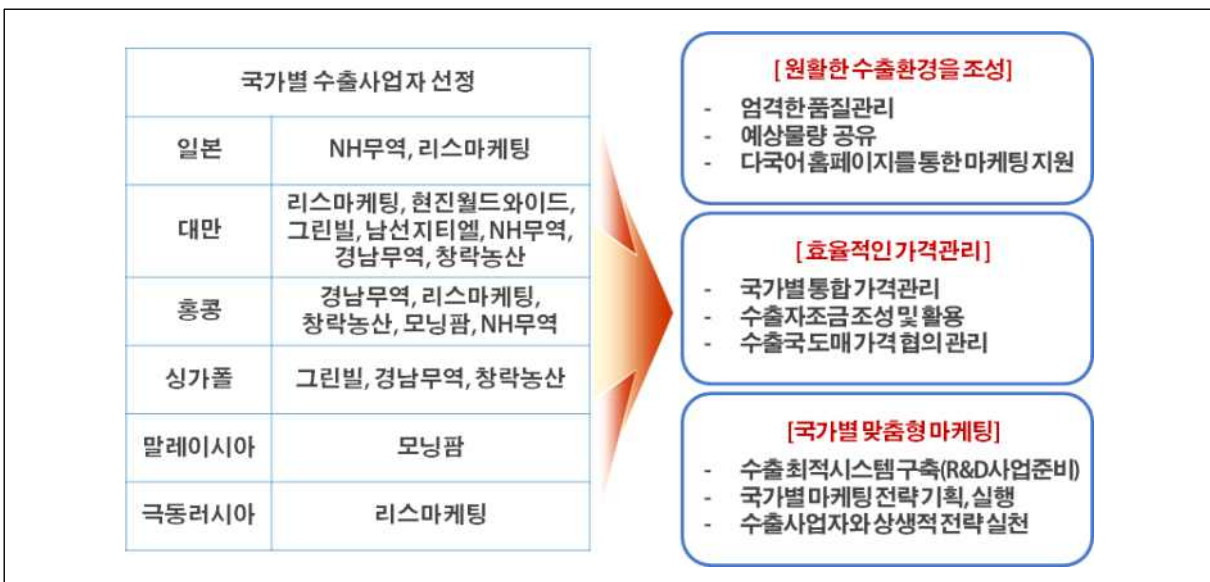 국가별 수출사업자 선정
일본
NH무역, 리스마케팅
대만
리스마케팅, 현진월드와이드,
그린빌, 남선지티엘, NH무역,
경남무역, 창락농산
홍콩
경남무역, 리스마케팅,
창락농산, 모닝팜, NH무역
싱가폴
그린빌, 경남무역, 창락농산
말레이시아
모닝팜
극동러시아
리스마케팅
[원활한 수출환경을 조성]
- 엄격한 품질관리
- 예상물량 공유
- 다국어 홈페이지를 통한 마케팅 지원
[효율적인 가격관리]
- 국가별 통합 가격관리
- 수출자조금 조성 및 활용
- 수출국 도매가격 협의 관리
[국가별 맞춤형 마케팅]
- 수출 최적시스템 구축(R&D사업준비)
- 국가별 마케팅 전략 기획, 실행
- 수출사업자와 상생적 전략 실천